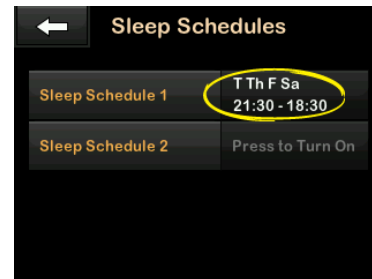 Sleep Schedules
Sleep Schedule 1
T Th F Sa
21:30 - 18:30
Sleep Schedule 2
Press to Turn On